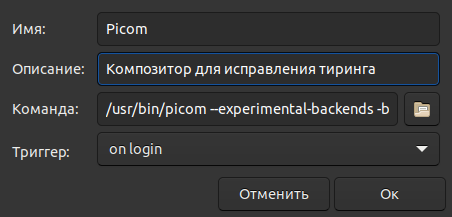 Имя: Picom
Описание: Композитор для исправления тиринга
Команда: /usr/bin/picom --experimental-backends -b
Триггер: on login
Отменить Ок